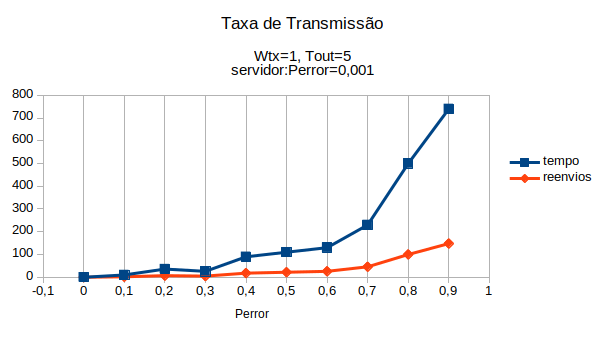 Taxa de Transmissão
Wtx=1, Tout=5
servidor:Perror=0,001
800
700
600
500
400
300
200
100
0
-0,1 0 0,1 0,2 0,3 0,4 0,5 0,6 0,7 0,8 0,9 1
Perror
tempo
reenvios